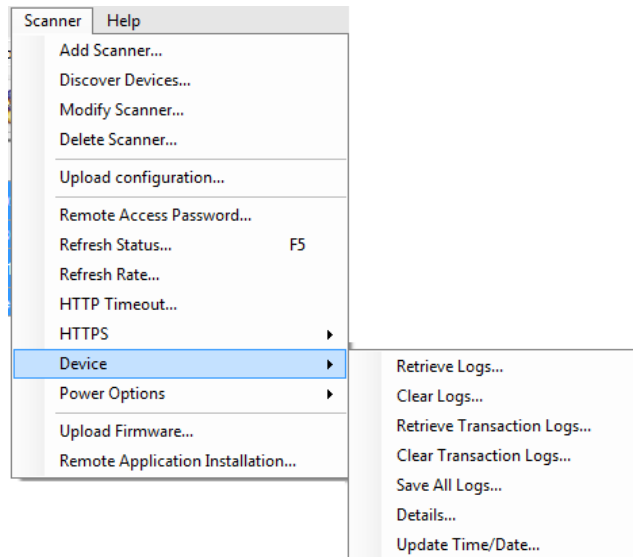 Scanner Help
Add Scanner...
Discover Devices...
Modify Scanner...
Delete Scanner...
Upload configuration...
Remote Access Password...
Refresh Status... F5
Refresh Rate...
HTTP Timeout...
HTTPS
Device
Power Options
Upload Firmware...
Remote Application Installation...
Retrieve Logs...
Clear Logs...
Retrieve Transaction Logs...
Clear Transaction Logs...
Save All Logs...
Details...
Update Time/Date...